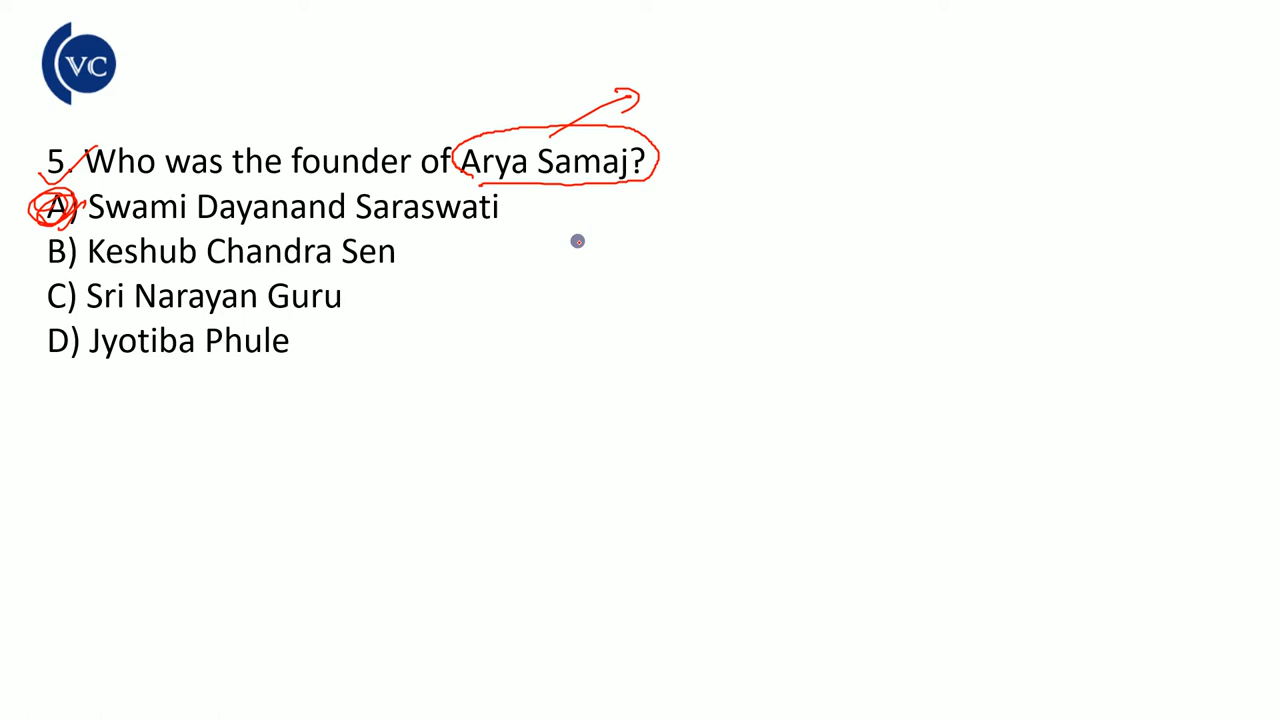 VC
5. Who was the founder of Arya Samaj?
A) Swami Dayanand Saraswati
B) Keshub Chandra Sen
C) Sri Narayan Guru
D) Jyotiba Phule